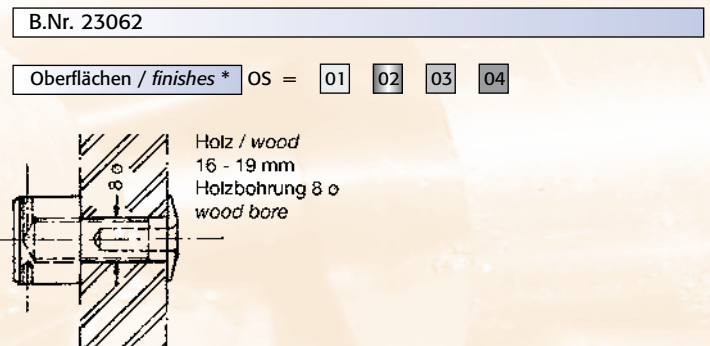 B.Nr. 23062
Oberflächen / finishes * OS = 01 02 03 04
Holz / wood
16 - 19 mm
Holzbohrung 8 ø
wood bore
8 ø